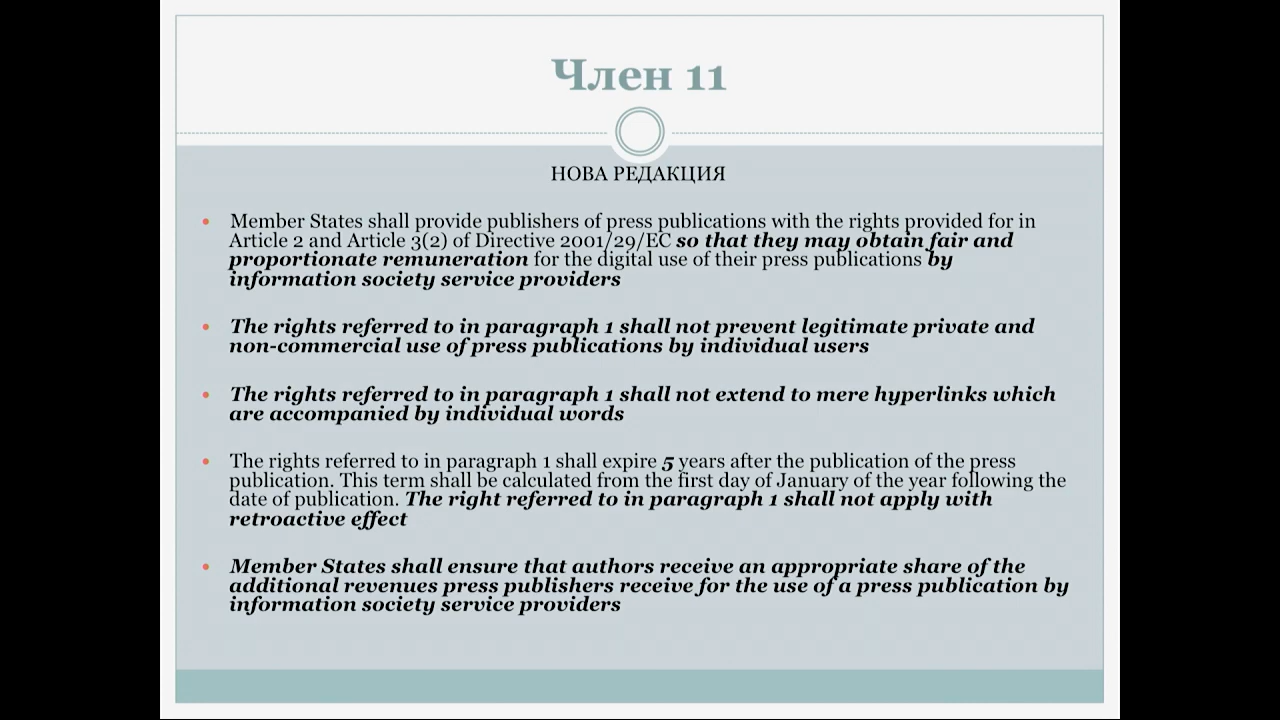 Член 11
НОВА РЕДАКЦИЯ
• Member States shall provide publishers of press publications with the rights provided for in
Article 2 and Article 3(2) of Directive 2001/29/EC so that they may obtain fair and
proportionate remuneration for the digital use of their press publications by
information society service providers
• The rights referred to in paragraph 1 shall not prevent legitimate private and
non-commercial use of press publications by individual users
• The rights referred to in paragraph 1 shall not extend to mere hyperlinks which
are accompanied by individual words
• The rights referred to in paragraph 1 shall expire 5 years after the publication of the press
publication. This term shall be calculated from the first day of January of the year following the
date of publication. The right referred to in paragraph 1 shall not apply with
retroactive effect
• Member States shall ensure that authors receive an appropriate share of the
additional revenues press publishers receive for the use of a press publication by
information society service providers